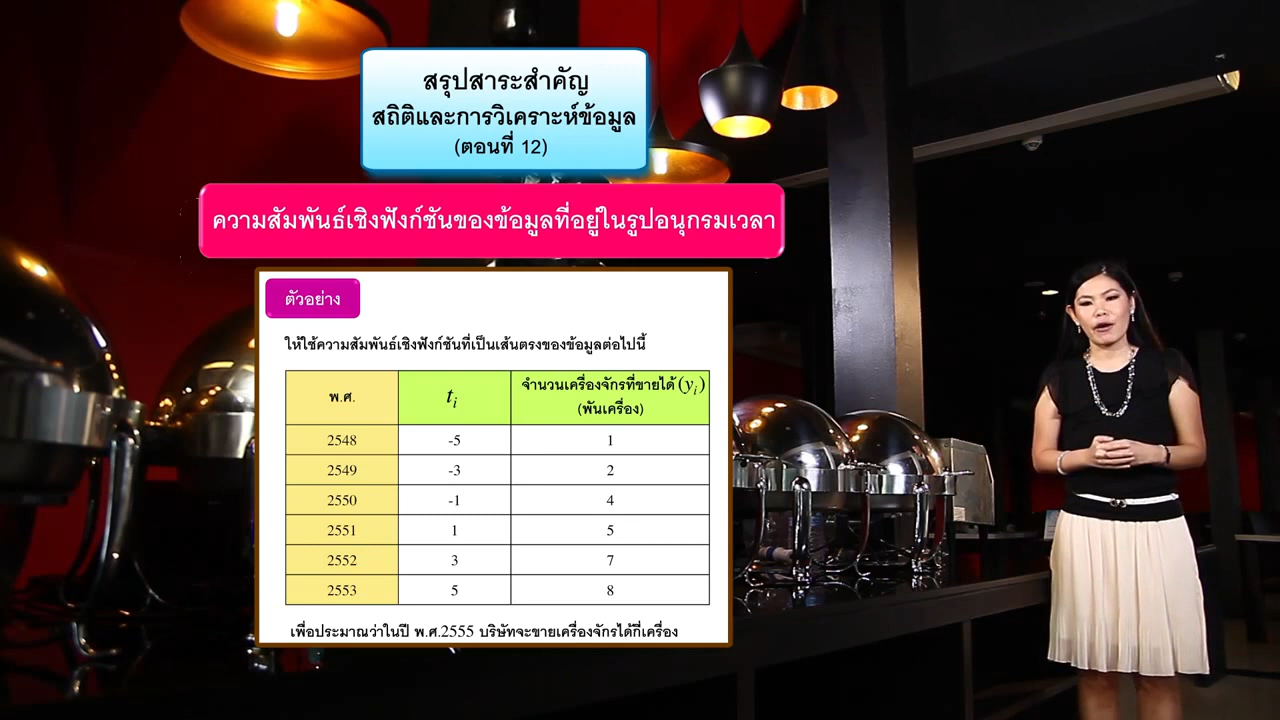 สรุปสาระสำคัญ
สถิติและการวิเคราะห์ข้อมูล
(ตอนที่ 12)
ความสัมพันธ์เชิงฟังก์ชันของข้อมูลที่อยู่ในรูปอนุกรมเวลา
ตัวอย่าง
ให้ใช้ความสัมพันธ์เชิงฟังก์ชันที่เป็นเส้นตรงของข้อมูลต่อไปนี้
พ.ศ. tᵢ จำนวนเครื่องจักรที่ขายได้ (yᵢ)
(พันเครื่อง)
2548 -5 1
2549 -3 2
2550 -1 4
2551 1 5
2552 3 7
2553 5 8
เพื่อประมาณว่าในปี พ.ศ.2555 บริษัทจะขายเครื่องจักรได้กี่เครื่อง